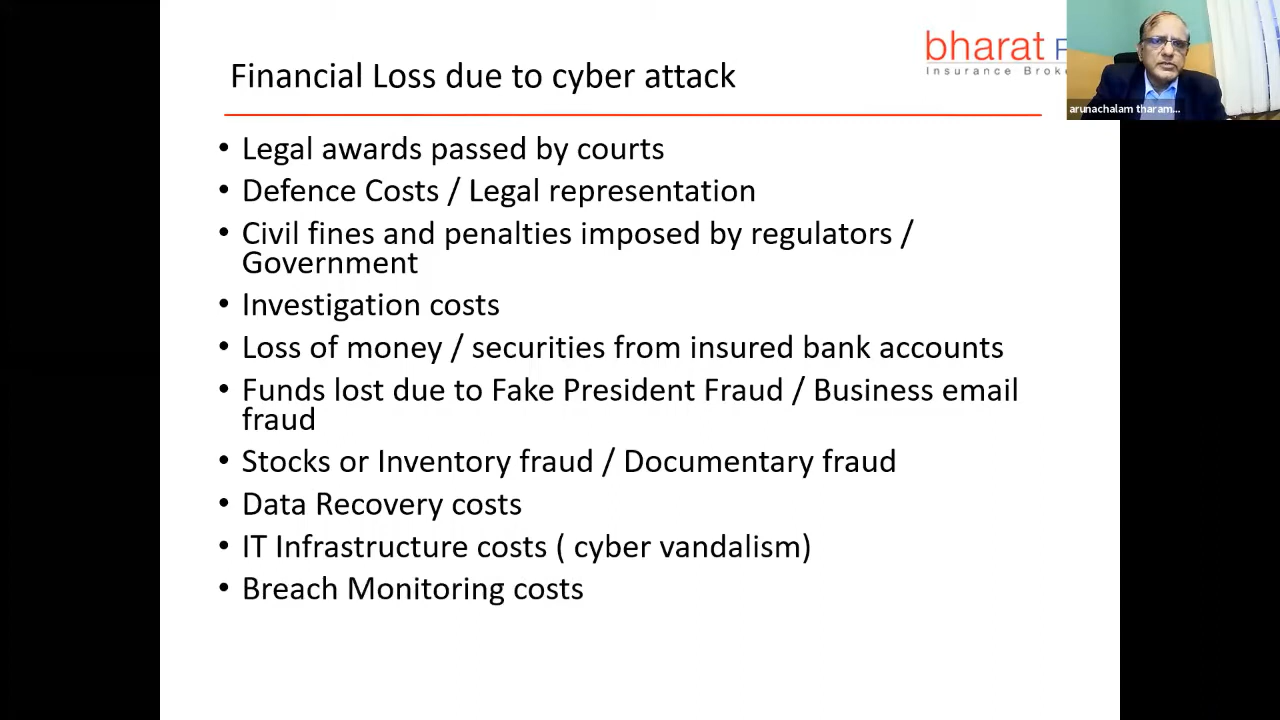 Financial Loss due to cyber attack
bharat
Insurance
arunachalam tharam...
• Legal awards passed by courts
• Defence Costs / Legal representation
• Civil fines and penalties imposed by regulators /
Government
• Investigation costs
• Loss of money / securities from insured bank accounts
• Funds lost due to Fake President Fraud / Business email
fraud
• Stocks or Inventory fraud / Documentary fraud
• Data Recovery costs
• IT Infrastructure costs ( cyber vandalism)
• Breach Monitoring costs